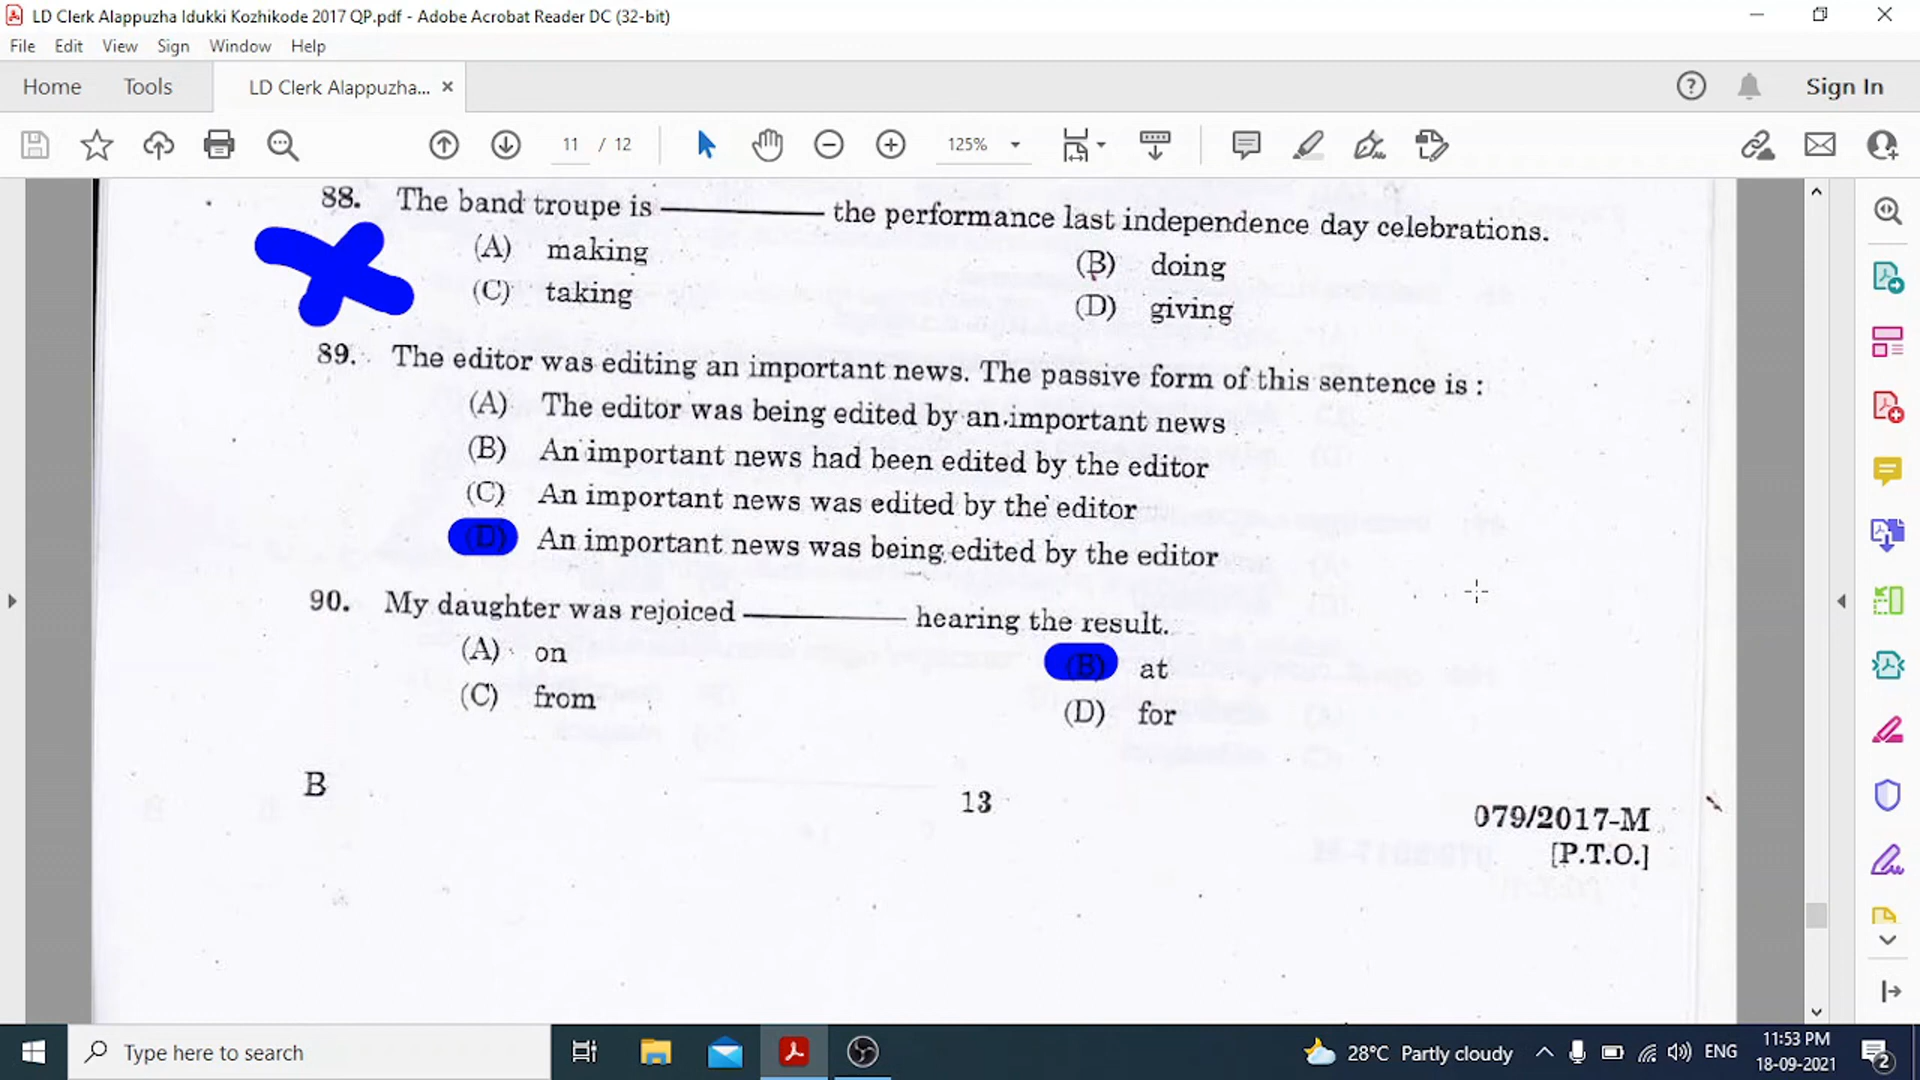 LD Clerk Alappuzha Idukki Kozhikode 2017 QP.pdf - Adobe Acrobat Reader DC (32-bit)
File Edit View Sign Window Help
Home Tools LD Clerk Alappuzha... × Sign In
11 / 12 125%
88. The band troupe is ———— the performance last independence day celebrations.
(A) making (B) doing
(C) taking (D) giving
89. The editor was editing an important news. The passive form of this sentence is :
(A) The editor was being edited by an important news
(B) An important news had been edited by the editor
(C) An important news was edited by the editor
(D) An important news was being edited by the editor
90. My daughter was rejoiced ———— hearing the result.
(A) on (B) at
(C) from (D) for
B 13 079/2017-M
[P.T.O.]
Type here to search 28°C Partly cloudy ENG 11:53 PM
18-09-2021 2